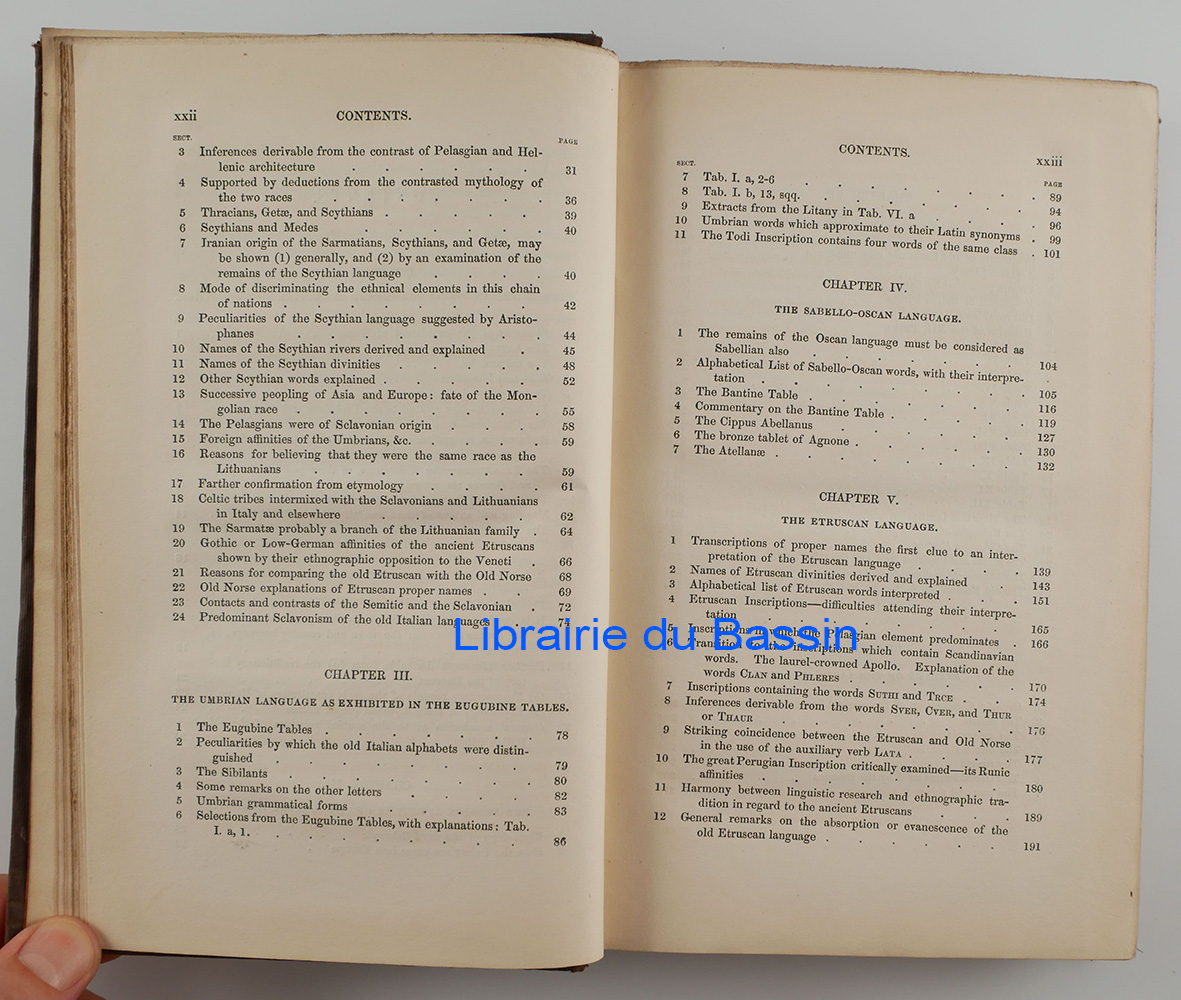 xxii CONTENTS.
SECT. PAGE
3 Inferences derivable from the contrast of Pelasgian and Hel-
lenic architecture . . . . . . 31
4 Supported by deductions from the contrasted mythology of
the two races . . . . . . . 36
5 Thracians, Getæ, and Scythians . . . . . 39
6 Scythians and Medes . . . . . 40
7 Iranian origin of the Sarmatians, Scythians, and Getæ, may
be shown (1) generally, and (2) by an examination of the
remains of the Scythian language . . . . 40
8 Mode of discriminating the ethnical elements in this chain
of nations . . . . . . . . . 42
9 Peculiarities of the Scythian language suggested by Aristo-
phanes . . . . . . . . 44
10 Names of the Scythian rivers derived and explained . 45
11 Names of the Scythian divinities . . . . . 48
12 Other Scythian words explained . . . . . 52
13 Successive peopling of Asia and Europe: fate of the Mon-
golian race . . . . . . . . 55
14 The Pelasgians were of Sclavonian origin . . . 58
15 Foreign affinities of the Umbrians, &c. . . . . 59
16 Reasons for believing that they were the same race as the
Lithuanians . . . . . . . 59
17 Farther confirmation from etymology . . . . 61
18 Celtic tribes intermixed with the Sclavonians and Lithuanians
in Italy and elsewhere . . . . . 62
19 The Sarmatæ probably a branch of the Lithuanian family . 64
20 Gothic or Low-German affinities of the ancient Etruscans
shown by their ethnographic opposition to the Veneti . 66
21 Reasons for comparing the old Etruscan with the Old Norse 68
22 Old Norse explanations of Etruscan proper names . . 69
23 Contacts and contrasts of the Semitic and the Sclavonian . 72
24 Predominant Sclavonism of the old Italian languages . . 74
CHAPTER III.
THE UMBRIAN LANGUAGE AS EXHIBITED IN THE EUGUBINE TABLES.
1 The Eugubine Tables . . . . . . . 78
2 Peculiarities by which the old Italian alphabets were distin-
guished . . . . . . . . 79
3 The Sibilants . . . . . . . . 80
4 Some remarks on the other letters . . . . 82
5 Umbrian grammatical forms . . . . 83
6 Selections from the Eugubine Tables, with explanations: Tab.
I. a, 1. . . . . . . . . 86
CONTENTS. xxiii
SECT. PAGE
7 Tab. I. a, 2-6 . . . . . . . 89
8 Tab. I. b, 13, sqq. . . . . . . 94
9 Extracts from the Litany in Tab. VI. a . . . . 96
10 Umbrian words which approximate to their Latin synonyms . 99
11 The Todi Inscription contains four words of the same class . 101
CHAPTER IV.
THE SABELLO-OSCAN LANGUAGE.
1 The remains of the Oscan language must be considered as
Sabellian also . . . . . . 104
2 Alphabetical List of Sabello-Oscan words, with their interpre-
tation . . . . . . . . 105
3 The Bantine Table . . . . . . . 116
4 Commentary on the Bantine Table . . . . . 119
5 The Cippus Abellanus . . . . . . 127
6 The bronze tablet of Agnone . . . . . . 130
7 The Atellanæ . . . . . . . 132
CHAPTER V.
THE ETRUSCAN LANGUAGE.
1 Transcriptions of proper names the first clue to an inter-
pretation of the Etruscan language . . . . 139
2 Names of Etruscan divinities derived and explained . 143
3 Alphabetical list of Etruscan words interpreted . . . 151
4 Etruscan Inscriptions—difficulties attending their interpre-
tation . . . . . . . 165
5 Inscriptions in which the Pelasgian element predominates . 166
6 Transition to the inscriptions which contain Scandinavian
words. The laurel-crowned Apollo. Explanation of the
words CLAN and PHLERES . . . . . . 170
7 Inscriptions containing the words SUTHI and TRCE . . 174
8 Inferences derivable from the words SVER, CVER, and THUR
or THAUR . . . . . . . 176
9 Striking coincidence between the Etruscan and Old Norse
in the use of the auxiliary verb LATA . . . . 177
10 The great Perugian Inscription critically examined—its Runic
affinities . . . . . . . 180
11 Harmony between linguistic research and ethnographic tra-
dition in regard to the ancient Etruscans . . . 189
12 General remarks on the absorption or evanescence of the
old Etruscan language . . . . . . 191
Librairie du Bassin